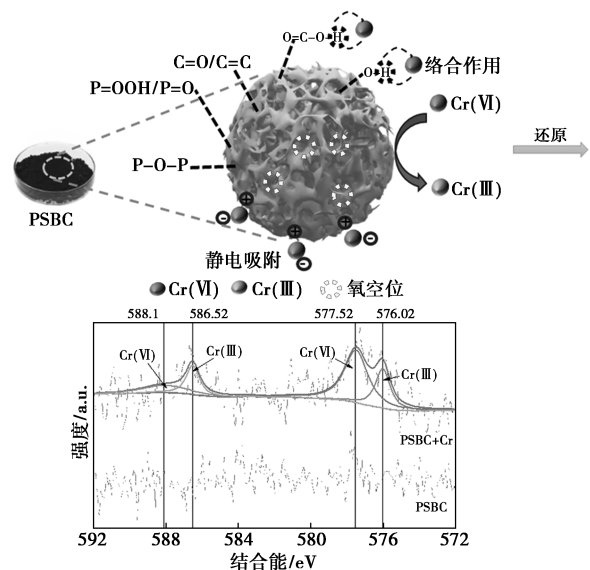 O=C-O-H
C=O/C=C
O-H
络合作用
P=OOH/P=O
Cr(Ⅵ)
还原
P-O-P
Cr(Ⅲ)
PSBC
静电吸附
Cr(Ⅵ) Cr(Ⅲ) 氧空位
588.1 586.52 577.52 576.02
Cr(Ⅵ) Cr(Ⅲ) Cr(Ⅵ) Cr(Ⅲ)
PSBC+Cr
PSBC
强度/a.u.
592 588 584 580 576 572
结合能/eV